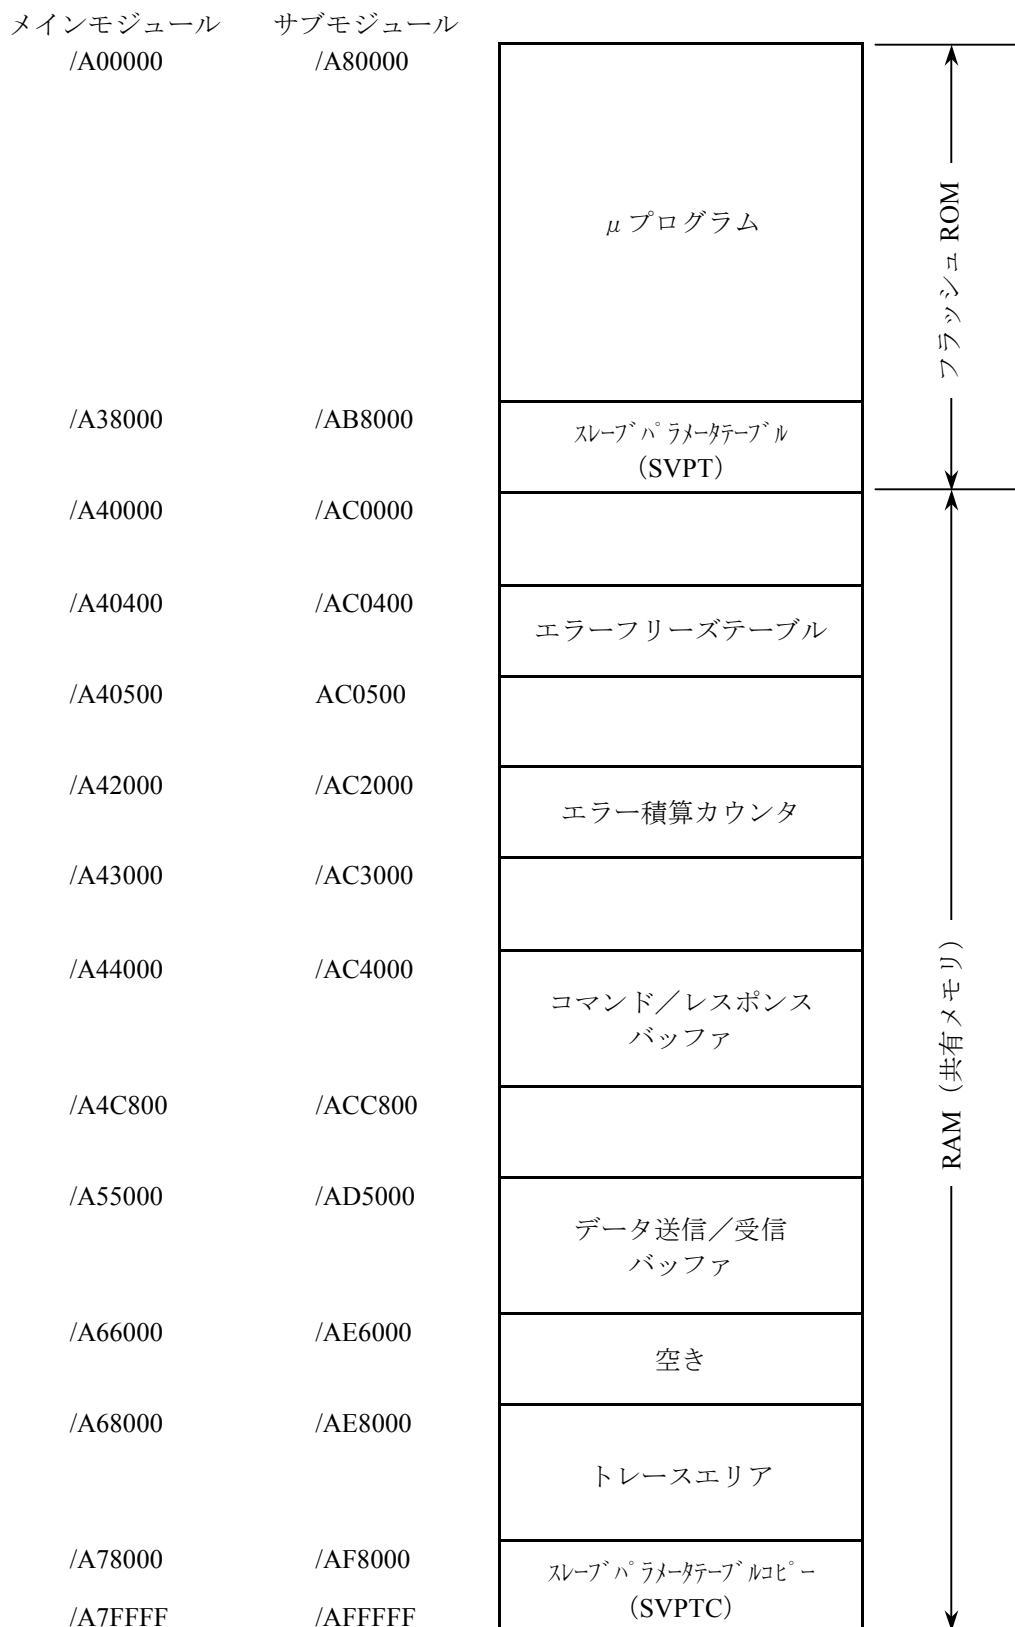 メインモジュール サブモジュール
/A00000 /A80000
μプログラム
フラッシュ ROM
/A38000 /AB8000
ｽﾚｰﾌﾞﾊﾟﾗﾒｰﾀﾃｰﾌﾞﾙ
（SVPT）
/A40000 /AC0000
/A40400 /AC0400
エラーフリーズテーブル
/A40500 AC0500
/A42000 /AC2000
エラー積算カウンタ
/A43000 /AC3000
/A44000 /AC4000
コマンド／レスポンス
バッファ
RAM（共有メモリ）
/A4C800 /ACC800
/A55000 /AD5000
データ送信／受信
バッファ
/A66000 /AE6000
空き
/A68000 /AE8000
トレースエリア
/A78000 /AF8000
ｽﾚｰﾌﾞﾊﾟﾗﾒｰﾀﾃｰﾌﾞﾙｺﾋﾟｰ
（SVPTC）
/A7FFFF /AFFFFF